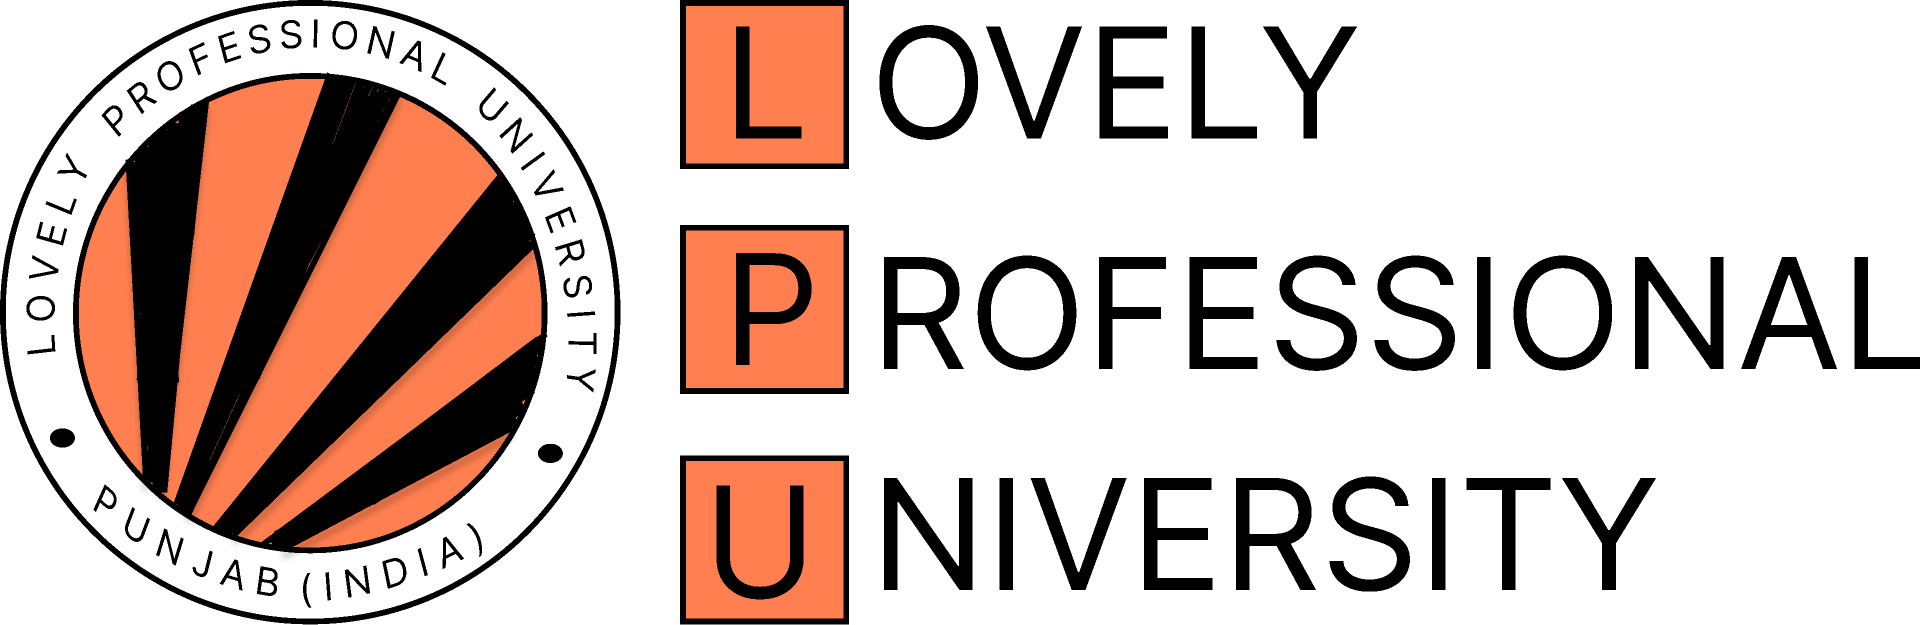 LOVELY PROFESSIONAL UNIVERSITY
PUNJAB (INDIA)
LOVELY
PROFESSIONAL
UNIVERSITY